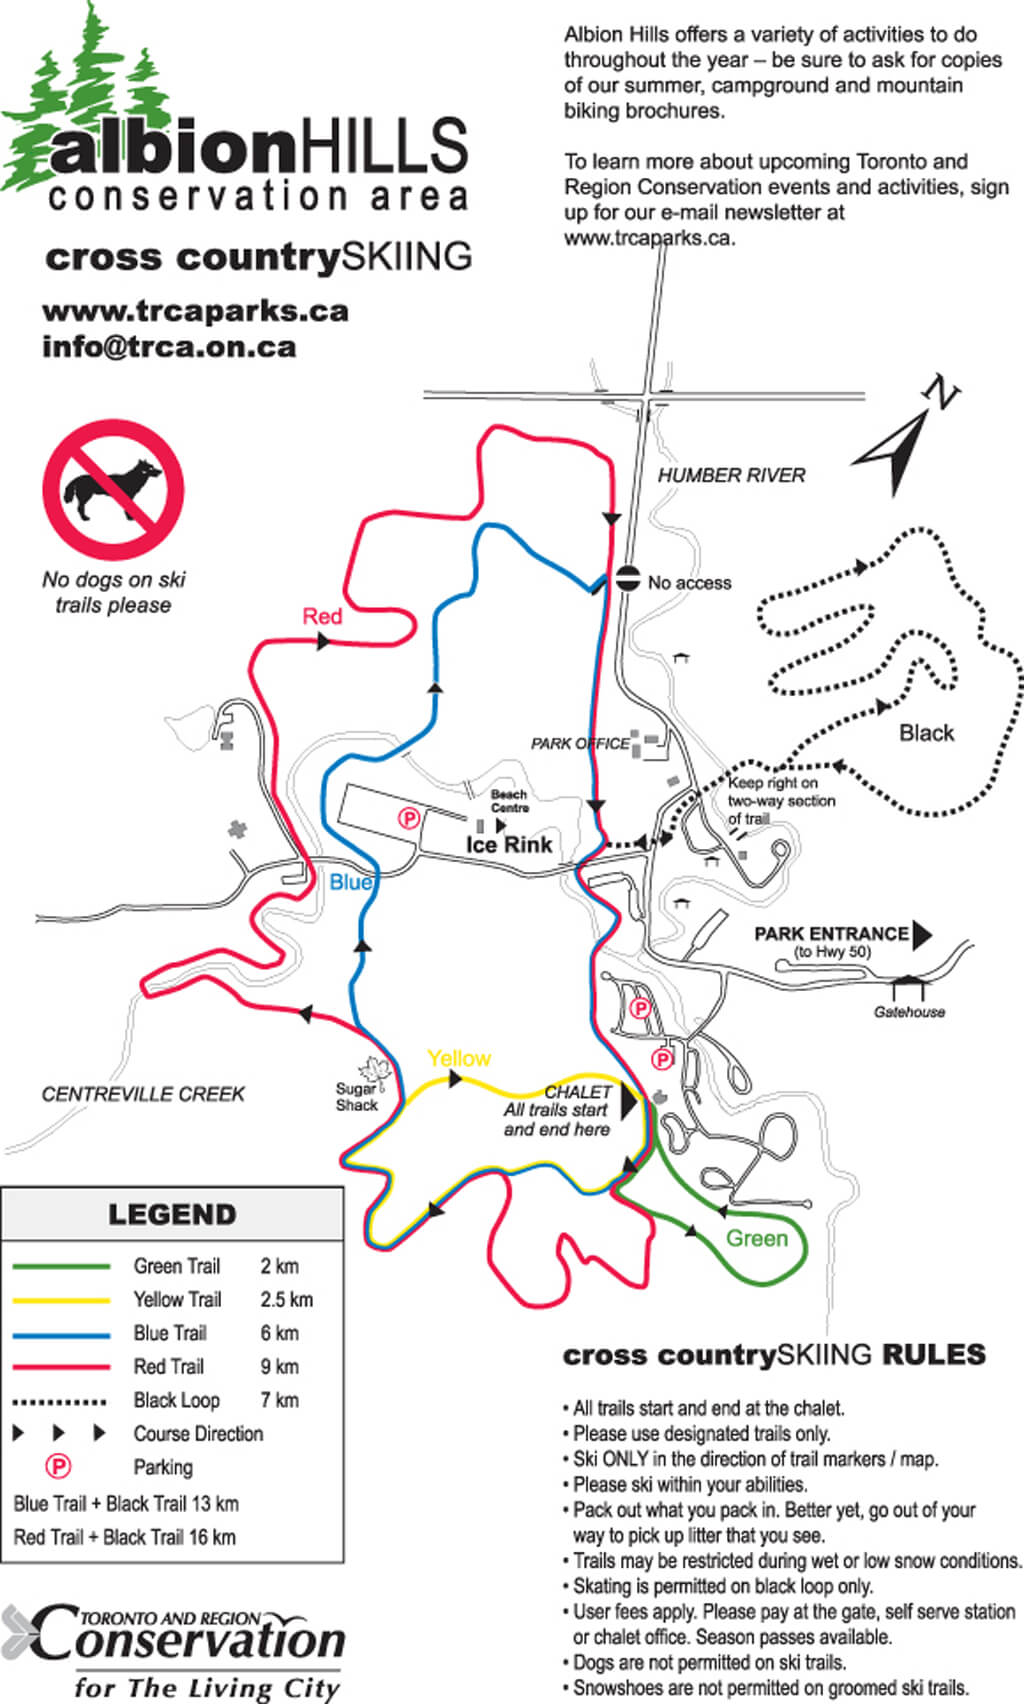 albionHILLS
conservation area
cross countrySKIING
www.trcaparks.ca
info@trca.on.ca
Albion Hills offers a variety of activities to do
throughout the year – be sure to ask for copies
of our summer, campground and mountain
biking brochures.
To learn more about upcoming Toronto and
Region Conservation events and activities, sign
up for our e-mail newsletter at
www.trcaparks.ca.
N
HUMBER RIVER
No dogs on ski
trails please
No access
Red
PARK OFFICE
Black
Keep right on
two-way section
of trail
Beach
Centre
P
Ice Rink
Blue
PARK ENTRANCE
(to Hwy 50)
Gatehouse
P
P
Yellow
CENTREVILLE CREEK
Sugar
Shack
CHALET
All trails start
and end here
Green
LEGEND
Green Trail 2 km
Yellow Trail 2.5 km
Blue Trail 6 km
Red Trail 9 km
Black Loop 7 km
Course Direction
P Parking
Blue Trail + Black Trail 13 km
Red Trail + Black Trail 16 km
cross countrySKIING RULES
• All trails start and end at the chalet.
• Please use designated trails only.
• Ski ONLY in the direction of trail markers / map.
• Please ski within your abilities.
• Pack out what you pack in. Better yet, go out of your
way to pick up litter that you see.
• Trails may be restricted during wet or low snow conditions.
• Skating is permitted on black loop only.
• User fees apply. Please pay at the gate, self serve station
or chalet office. Season passes available.
• Dogs are not permitted on ski trails.
• Snowshoes are not permitted on groomed ski trails.
TORONTO AND REGION
Conservation
for The Living City